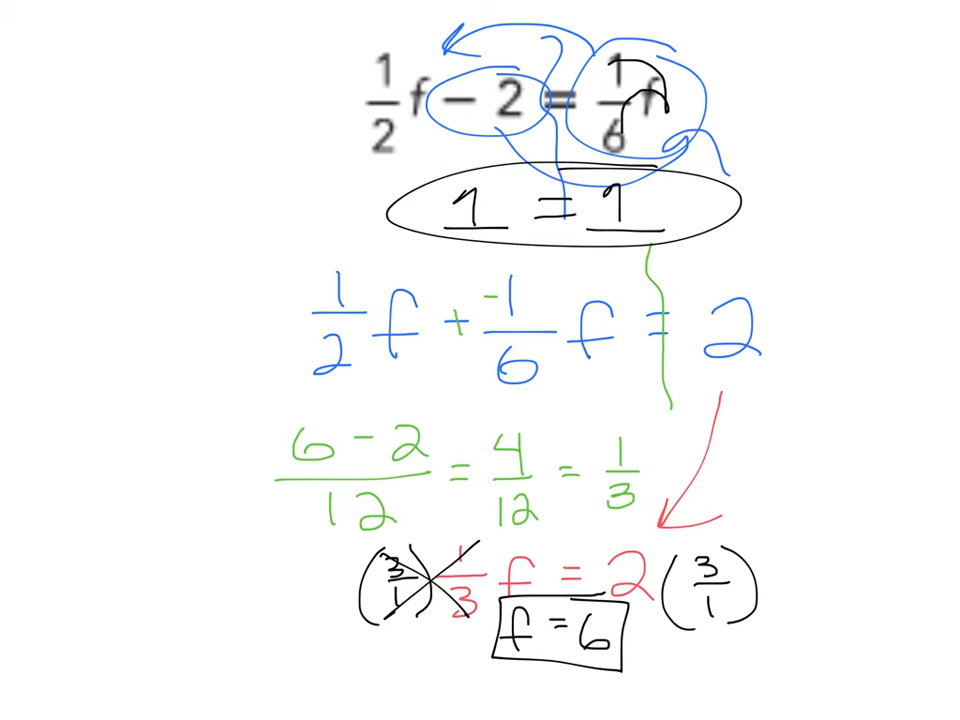 1/2 f − 2 = 1/6 f
1 = 1
1/2 f + -1/6 f = 2
6 - 2/12 = 4/12 = 1/3
(3/1) 1/3 f = 2 (3/1)
f = 6